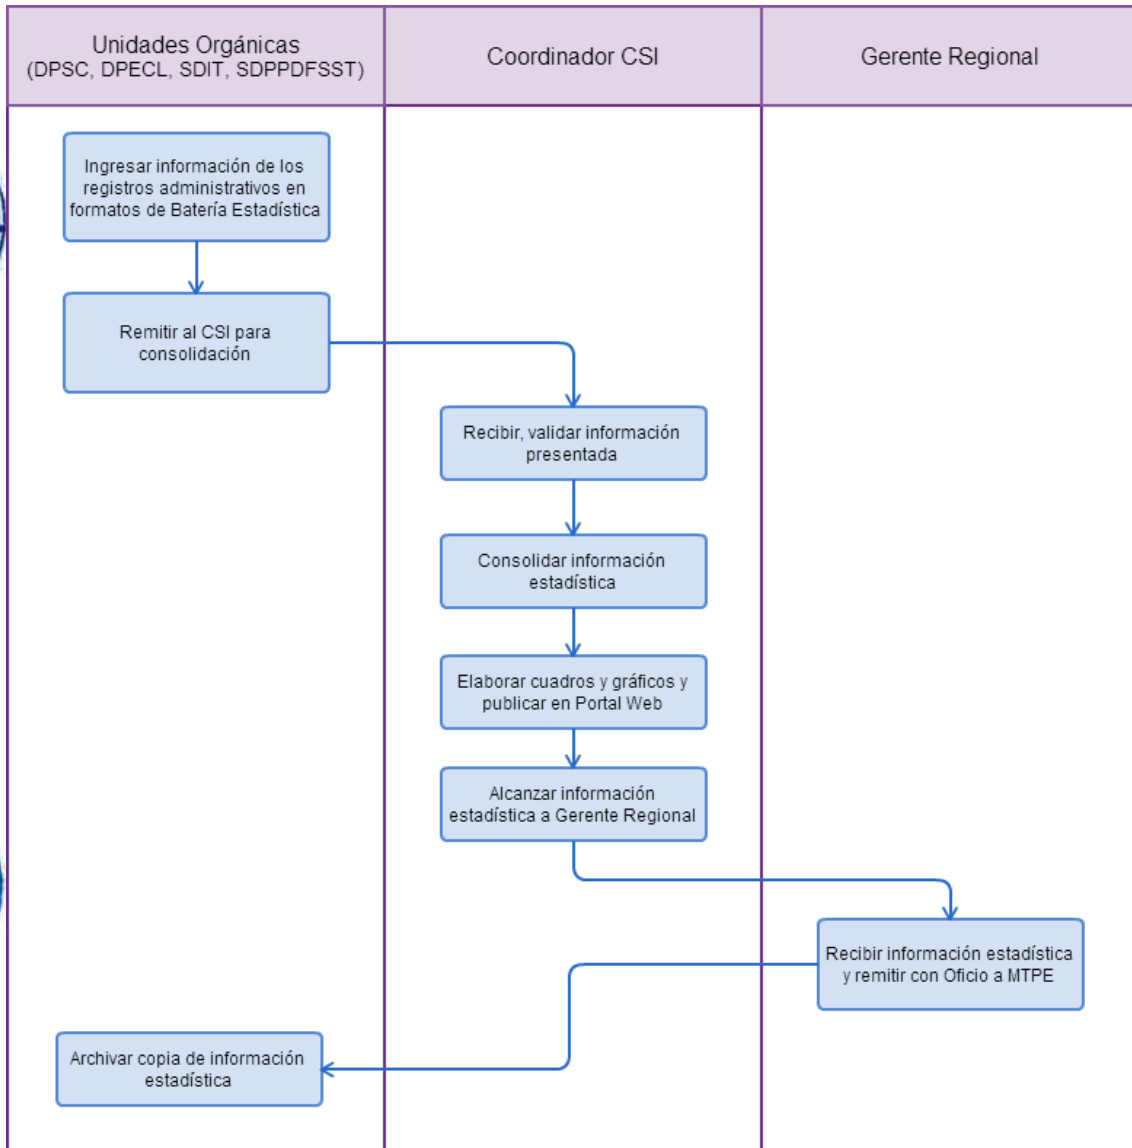 Unidades Orgánicas
(DPSC, DPECL, SDIT, SDPPDFSST)
Coordinador CSI
Gerente Regional
Ingresar información de los
registros administrativos en
formatos de Batería Estadística
Remitir al CSI para
consolidación
Recibir, validar información
presentada
Consolidar información
estadística
Elaborar cuadros y gráficos y
publicar en Portal Web
Alcanzar información
estadística a Gerente Regional
Recibir información estadística
y remitir con Oficio a MTPE
Archivar copia de información
estadística